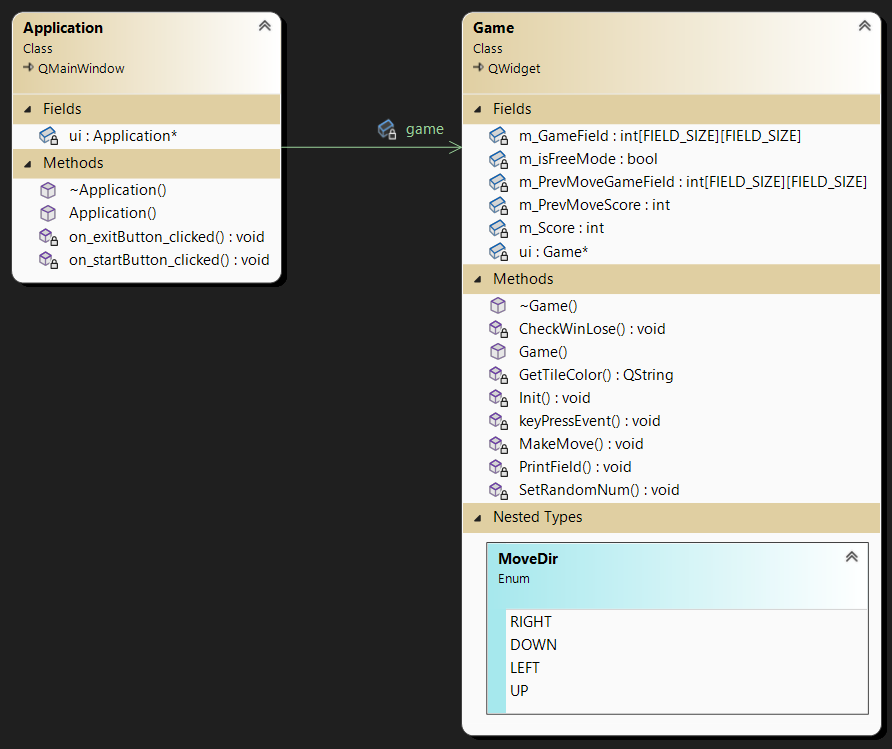 Application
Class
QMainWindow
Fields
ui : Application*
Methods
~Application()
Application()
on_exitButton_clicked() : void
on_startButton_clicked() : void
game
Game
Class
QWidget
Fields
m_GameField : int[FIELD_SIZE][FIELD_SIZE]
m_isFreeMode : bool
m_PrevMoveGameField : int[FIELD_SIZE][FIELD_SIZE]
m_PrevMoveScore : int
m_Score : int
ui : Game*
Methods
~Game()
CheckWinLose() : void
Game()
GetTileColor() : QString
Init() : void
keyPressEvent() : void
MakeMove() : void
PrintField() : void
SetRandomNum() : void
Nested Types
MoveDir
Enum
RIGHT
DOWN
LEFT
UP